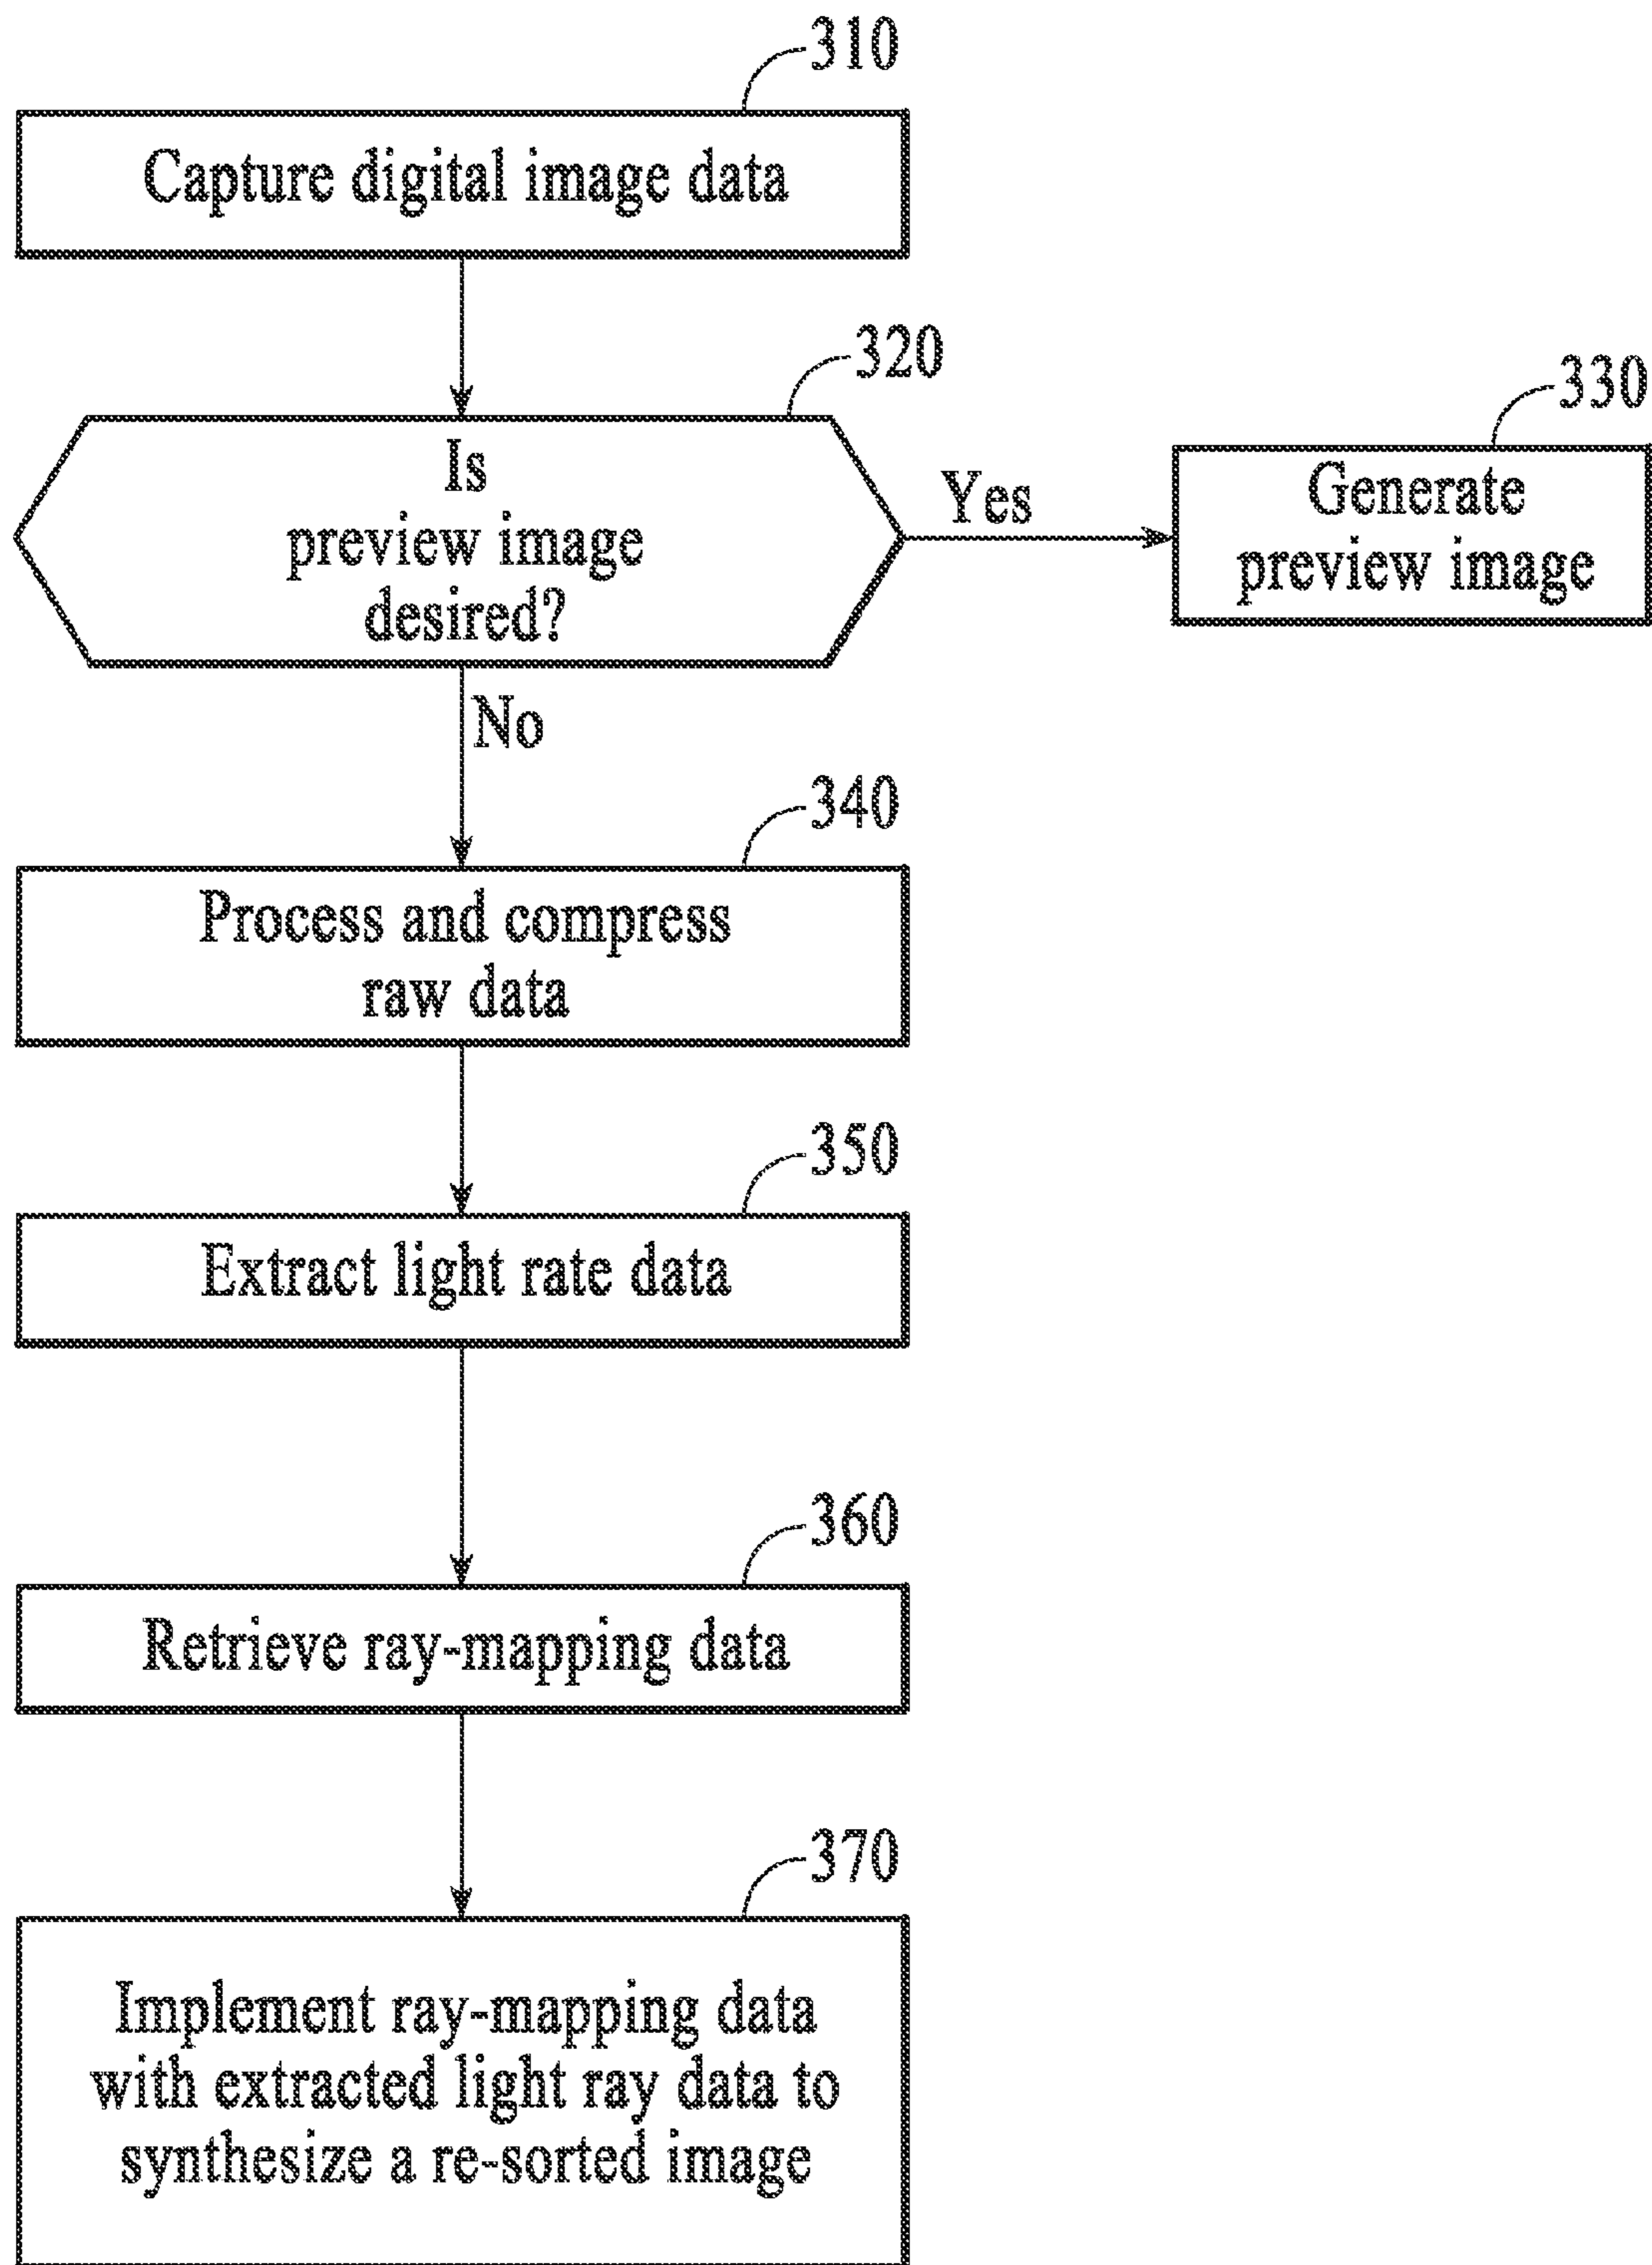 310
Capture digital image data
320
Is
preview image
desired?
Yes
330
Generate
preview image
No
340
Process and compress
raw data
350
Extract light rate data
360
Retrieve ray-mapping data
370
Implement ray-mapping data
with extracted light ray data to
synthesize a re-sorted image